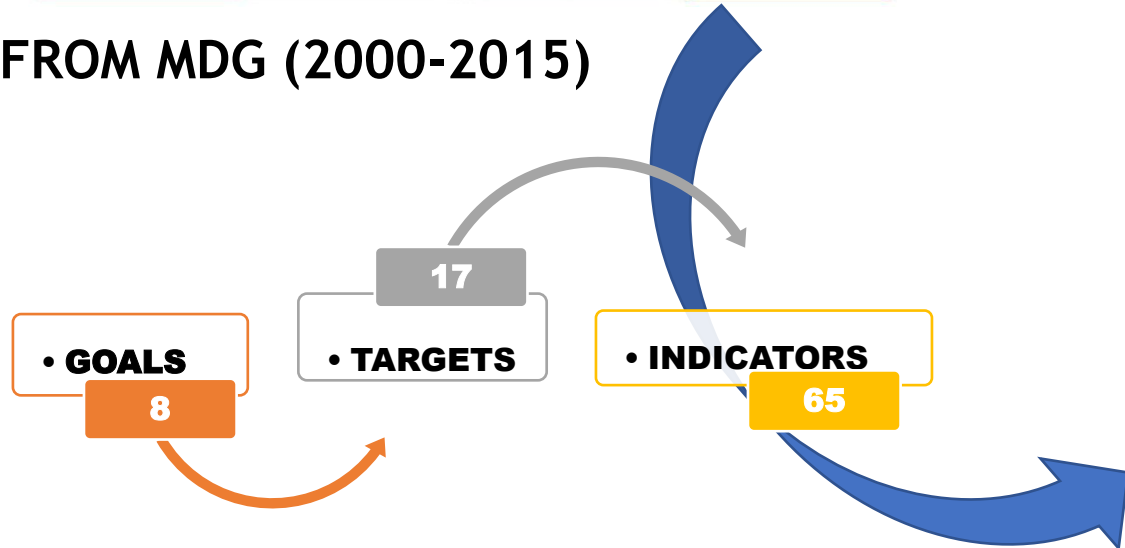 FROM MDG (2000-2015)
17
• GOALS
• TARGETS
• INDICATORS
8
65